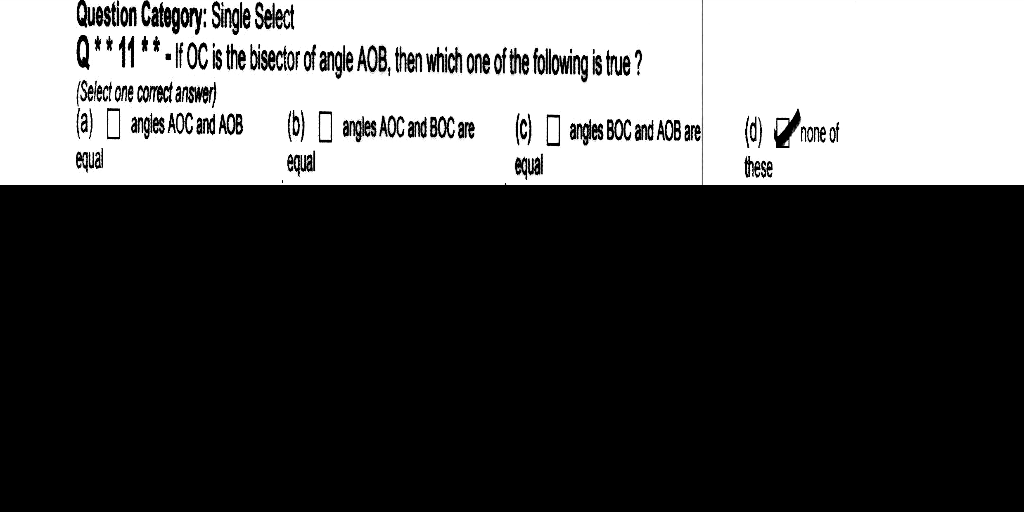 Question Category: Single Select
Q * * 11 * * - If OC is the bisector of angle AOB, then which one of the following is true ?
(Select one correct answer)
(a) angles AOC and AOB (b) angles AOC and BOC are (c) angles BOC and AOB are (d) none of
equal equal equal these